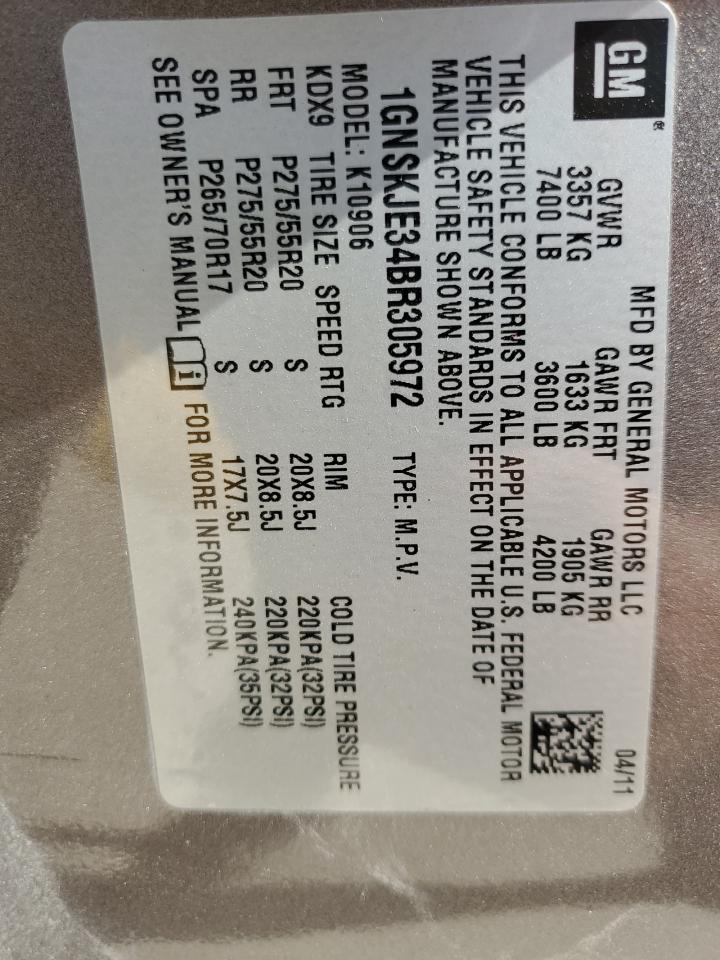 GM®
MFD BY GENERAL MOTORS LLC 04/11
GVWR GAWR FRT GAWR RR
3357 KG 1633 KG 1905 KG
7400 LB 3600 LB 4200 LB
THIS VEHICLE CONFORMS TO ALL APPLICABLE U.S. FEDERAL MOTOR
VEHICLE SAFETY STANDARDS IN EFFECT ON THE DATE OF
MANUFACTURE SHOWN ABOVE.
1GNSKJE34BR305972 TYPE: M.P.V.
MODEL: K10906
KDX9 TIRE SIZE SPEED RTG RIM COLD TIRE PRESSURE
FRT P275/55R20 S 20X8.5J 220KPA(32PSI)
RR P275/55R20 S 20X8.5J 220KPA(32PSI)
SPA P265/70R17 S 17X7.5J 240KPA(35PSI)
SEE OWNER'S MANUAL i FOR MORE INFORMATION.